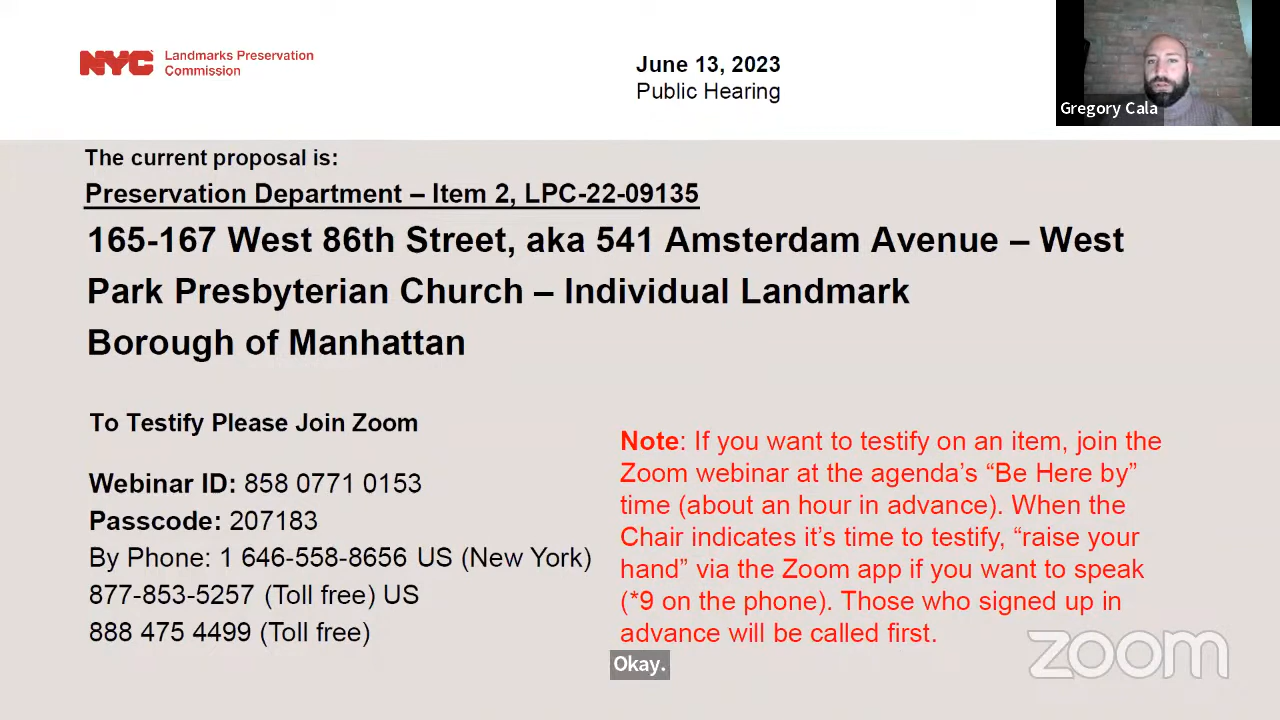 NYC Landmarks Preservation
Commission
June 13, 2023
Public Hearing
Gregory Cala
The current proposal is:
Preservation Department – Item 2, LPC-22-09135
165-167 West 86th Street, aka 541 Amsterdam Avenue – West
Park Presbyterian Church – Individual Landmark
Borough of Manhattan
To Testify Please Join Zoom
Webinar ID: 858 0771 0153
Passcode: 207183
By Phone: 1 646-558-8656 US (New York)
877-853-5257 (Toll free) US
888 475 4499 (Toll free)
Note: If you want to testify on an item, join the
Zoom webinar at the agenda’s “Be Here by”
time (about an hour in advance). When the
Chair indicates it’s time to testify, “raise your
hand” via the Zoom app if you want to speak
(*9 on the phone). Those who signed up in
advance will be called first.
zoom
Okay.